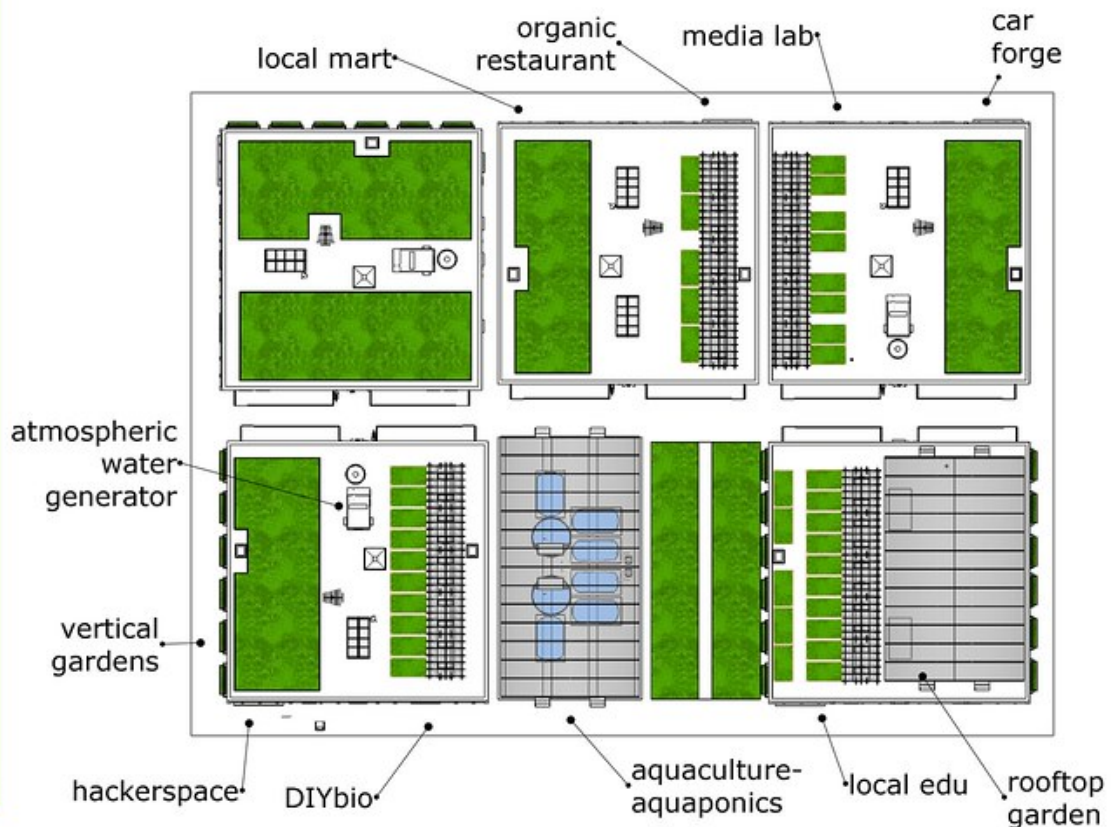 local mart
organic
restaurant
media lab
car
forge
atmospheric
water
generator
vertical
gardens
hackerspace
DIYbio
aquaculture-
aquaponics
local edu
rooftop
garden